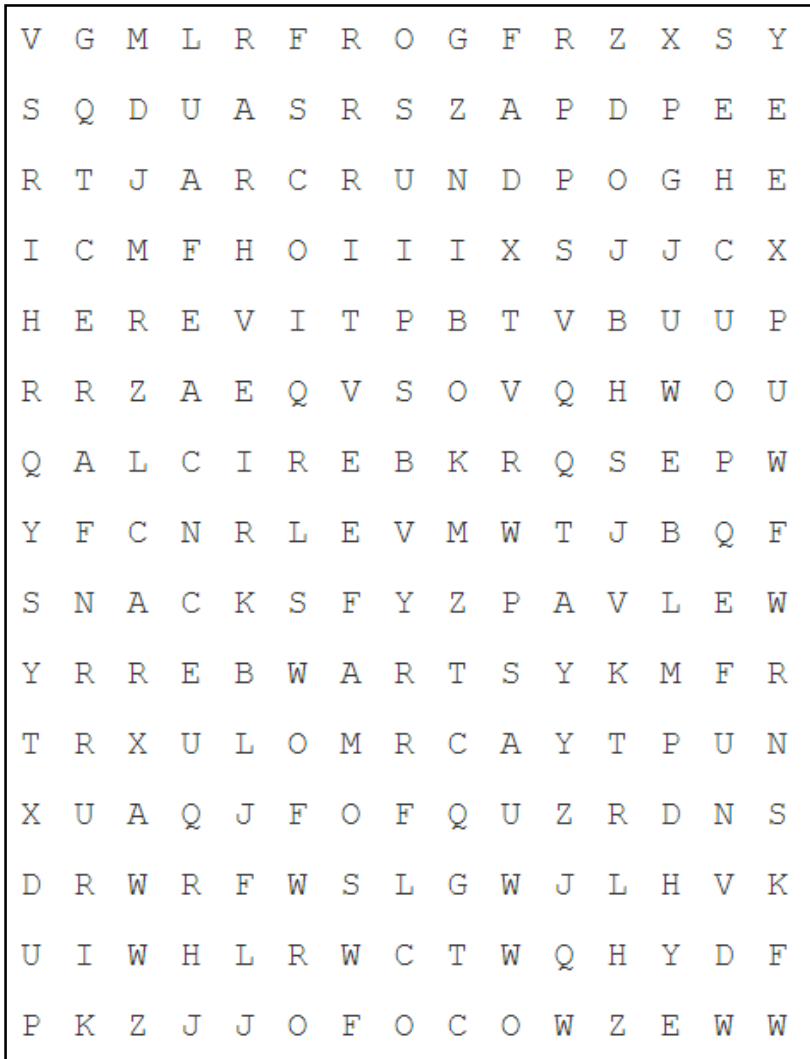 V G M L R F R O G F R Z X S Y
S Q D U A S R S Z A P D P E E
R T J A R C R U N D P O G H E
I C M F H O I I I X S J J C X
H E R E V I T P B T V B U U P
R R Z A E Q V S O V Q H W O U
Q A L C I R E B K R Q S E P W
Y F C N R L E V M W T J B Q F
S N A C K S F Y Z P A V L E W
Y R R E B W A R T S Y K M F R
T R X U L O M R C A Y T P U N
X U A Q J F O F Q U Z R D N S
D R W R F W S L G W J L H V K
U I W H L R W C T W Q H Y D F
P K Z J J O F O C O W Z E W W